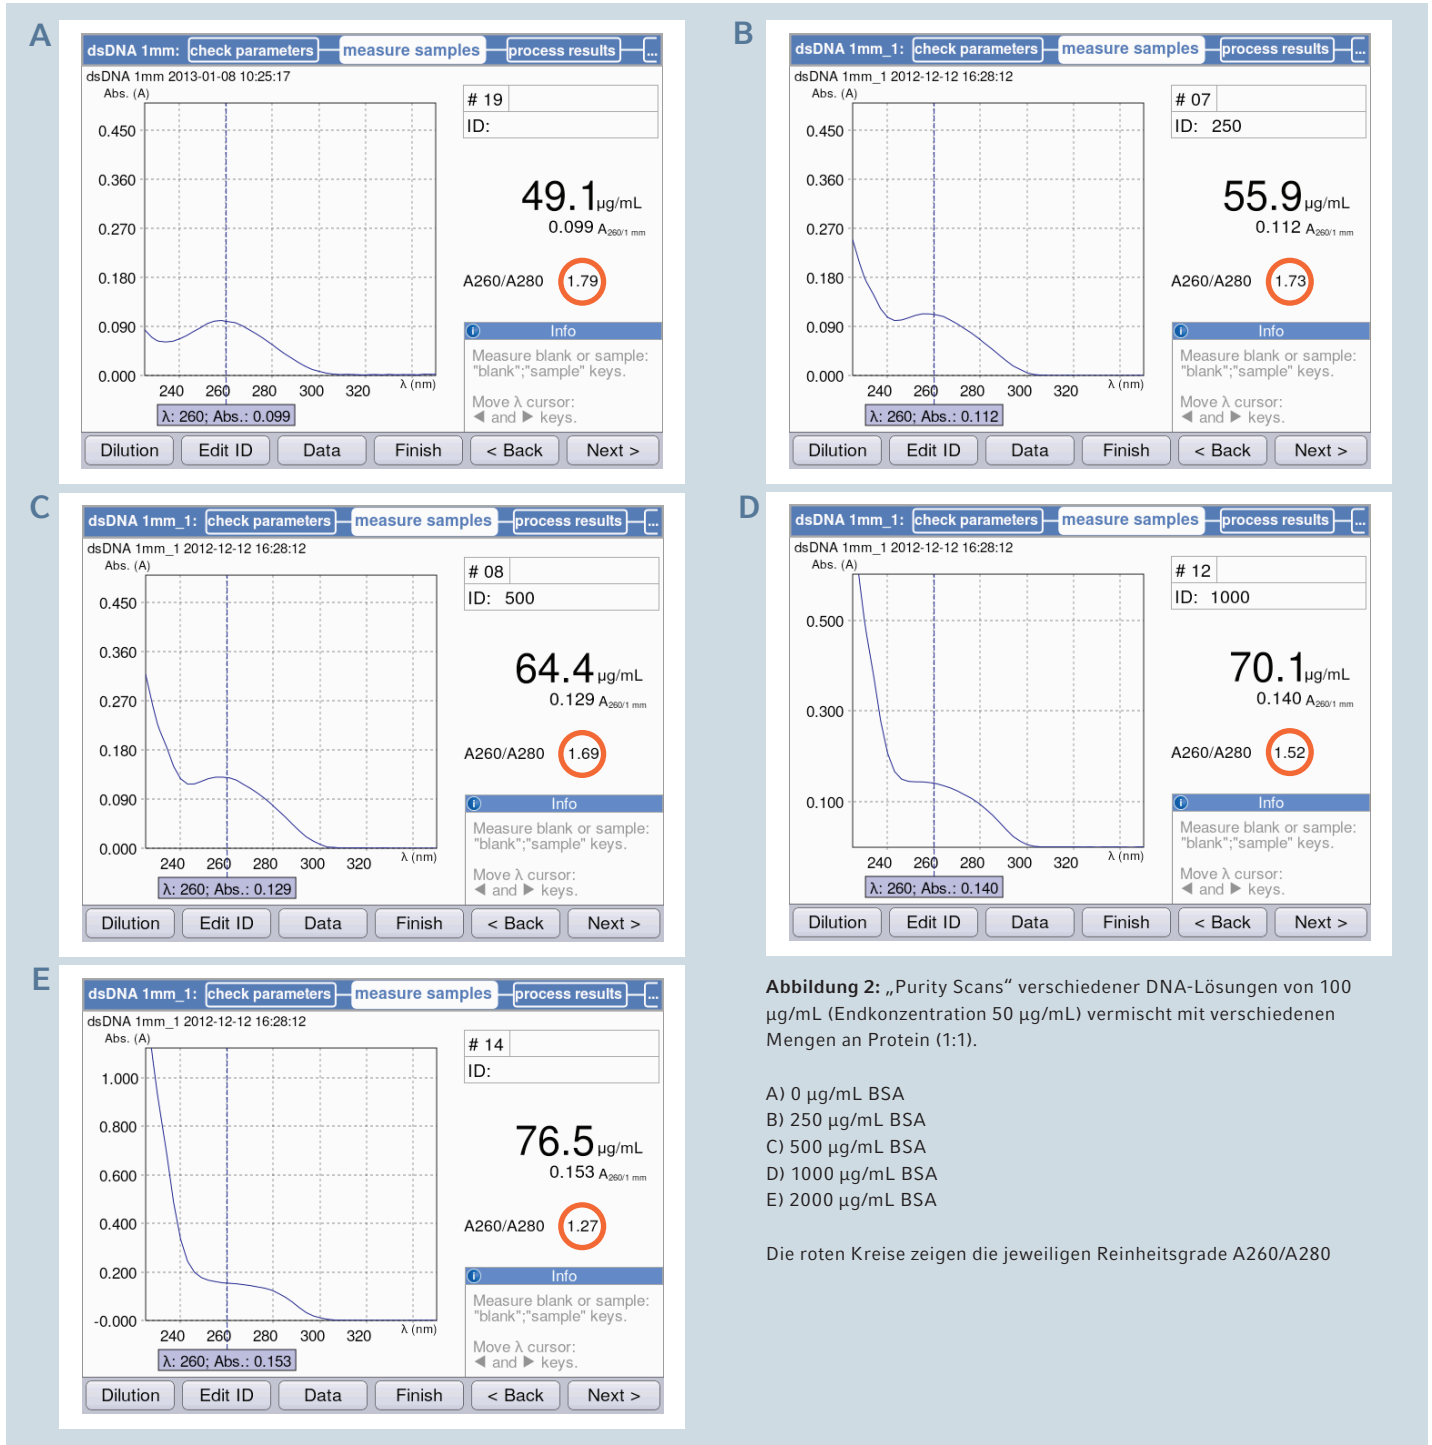 A
dsDNA 1mm: check parameters measure samples process results ...
dsDNA 1mm 2013-01-08 10:25:17
Abs. (A)
# 19
ID:
0.450
0.360
0.270
0.180
0.090
0.000
49.1 µg/mL
0.099 A260/1 mm
A260/A280 1.79
Info
Measure blank or sample:
"blank";"sample" keys.
Move λ cursor:
◀ and ▶ keys.
240 260 280 300 320 λ (nm)
λ: 260; Abs.: 0.099
Dilution Edit ID Data Finish < Back Next >
B
dsDNA 1mm_1: check parameters measure samples process results ...
dsDNA 1mm_1 2012-12-12 16:28:12
Abs. (A)
# 07
ID: 250
0.450
0.360
0.270
0.180
0.090
0.000
55.9 µg/mL
0.112 A260/1 mm
A260/A280 1.73
Info
Measure blank or sample:
"blank";"sample" keys.
Move λ cursor:
◀ and ▶ keys.
240 260 280 300 320 λ (nm)
λ: 260; Abs.: 0.112
Dilution Edit ID Data Finish < Back Next >
C
dsDNA 1mm_1: check parameters measure samples process results ...
dsDNA 1mm_1 2012-12-12 16:28:12
Abs. (A)
# 08
ID: 500
0.450
0.360
0.270
0.180
0.090
0.000
64.4 µg/mL
0.129 A260/1 mm
A260/A280 1.69
Info
Measure blank or sample:
"blank";"sample" keys.
Move λ cursor:
◀ and ▶ keys.
240 260 280 300 320 λ (nm)
λ: 260; Abs.: 0.129
Dilution Edit ID Data Finish < Back Next >
D
dsDNA 1mm_1: check parameters measure samples process results ...
dsDNA 1mm_1 2012-12-12 16:28:12
Abs. (A)
# 12
ID: 1000
0.500
0.300
0.100
70.1 µg/mL
0.140 A260/1 mm
A260/A280 1.52
Info
Measure blank or sample:
"blank";"sample" keys.
Move λ cursor:
◀ and ▶ keys.
240 260 280 300 320 λ (nm)
λ: 260; Abs.: 0.140
Dilution Edit ID Data Finish < Back Next >
E
dsDNA 1mm_1: check parameters measure samples process results ...
dsDNA 1mm_1 2012-12-12 16:28:12
Abs. (A)
# 14
ID:
1.000
0.800
0.600
0.400
0.200
-0.000
76.5 µg/mL
0.153 A260/1 mm
A260/A280 1.27
Info
Measure blank or sample:
"blank";"sample" keys.
Move λ cursor:
◀ and ▶ keys.
240 260 280 300 320 λ (nm)
λ: 260; Abs.: 0.153
Dilution Edit ID Data Finish < Back Next >
Abbildung 2: „Purity Scans“ verschiedener DNA-Lösungen von 100
µg/mL (Endkonzentration 50 µg/mL) vermischt mit verschiedenen
Mengen an Protein (1:1).
A) 0 µg/mL BSA
B) 250 µg/mL BSA
C) 500 µg/mL BSA
D) 1000 µg/mL BSA
E) 2000 µg/mL BSA
Die roten Kreise zeigen die jeweiligen Reinheitsgrade A260/A280